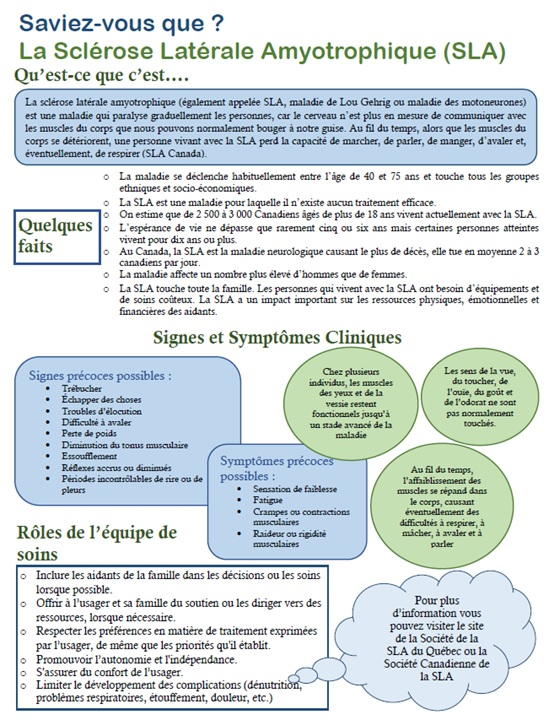 Saviez-vous que ?
La Sclérose Latérale Amyotrophique (SLA)
Qu’est-ce que c’est….
La sclérose latérale amyotrophique (également appelée SLA, maladie de Lou Gehrig ou maladie des motoneurones)
est une maladie qui paralyse graduellement les personnes, car le cerveau n’est plus en mesure de communiquer avec
les muscles du corps que nous pouvons normalement bouger à notre guise. Au fil du temps, alors que les muscles du
corps se détériorent, une personne vivant avec la SLA perd la capacité de marcher, de parler, de manger, d’avaler et,
éventuellement, de respirer (SLA Canada).
Quelques
faits
o La maladie se déclenche habituellement entre l’âge de 40 et 75 ans et touche tous les groupes
ethniques et socio-économiques.
o La SLA est une maladie pour laquelle il n’existe aucun traitement efficace.
o On estime que de 2 500 à 3 000 Canadiens âgés de plus de 18 ans vivent actuellement avec la SLA.
o L’espérance de vie ne dépasse que rarement cinq ou six ans mais certaines personnes atteintes
vivent pour dix ans ou plus.
o Au Canada, la SLA est la maladie neurologique causant le plus de décès, elle tue en moyenne 2 à 3
canadiens par jour.
o La maladie affecte un nombre plus élevé d’hommes que de femmes.
o La SLA touche toute la famille. Les personnes qui vivent avec la SLA ont besoin d’équipements et
de soins coûteux. La SLA a un impact important sur les ressources physiques, émotionnelles et
financières des aidants.
Signes et Symptômes Cliniques
Signes précoces possibles :
• Trébucher
• Échapper des choses
• Troubles d’élocution
• Difficulté à avaler
• Perte de poids
• Diminution du tonus musculaire
• Essoufflement
• Réflexes accrus ou diminués
• Périodes incontrôlables de rire ou de
pleurs
Symptômes précoces
possibles :
• Sensation de faiblesse
• Fatigue
• Crampes ou contractions
musculaires
• Raideur ou rigidité
musculaires
Chez plusieurs
individus, les muscles
des yeux et de la
vessie restent
fonctionnels jusqu’à
un stade avancé de la
maladie
Les sens de la vue,
du toucher, de
l’ouïe, du goût et
de l’odorat ne sont
pas normalement
touchés.
Au fil du temps,
l’affaiblissement des
muscles se répand dans
le corps, causant
éventuellement des
difficultés à respirer, à
mâcher, à avaler et à
parler
Rôles de l’équipe de
soins
o Inclure les aidants de la famille dans les décisions ou les soins
lorsque possible.
o Offrir à l’usager et sa famille du soutien ou les diriger vers des
ressources, lorsque nécessaire.
o Respecter les préférences en matière de traitement exprimées
par l’usager, de même que les priorités qu'il établit.
o Promouvoir l’autonomie et l'indépendance.
o S'assurer du confort de l’usager.
o Limiter le développement des complications (dénutrition,
problèmes respiratoires, étouffement, douleur, etc.)
Pour plus
d’information vous
pouvez visiter le site
de la Société de la
SLA du Québec ou la
Société Canadienne de
la SLA